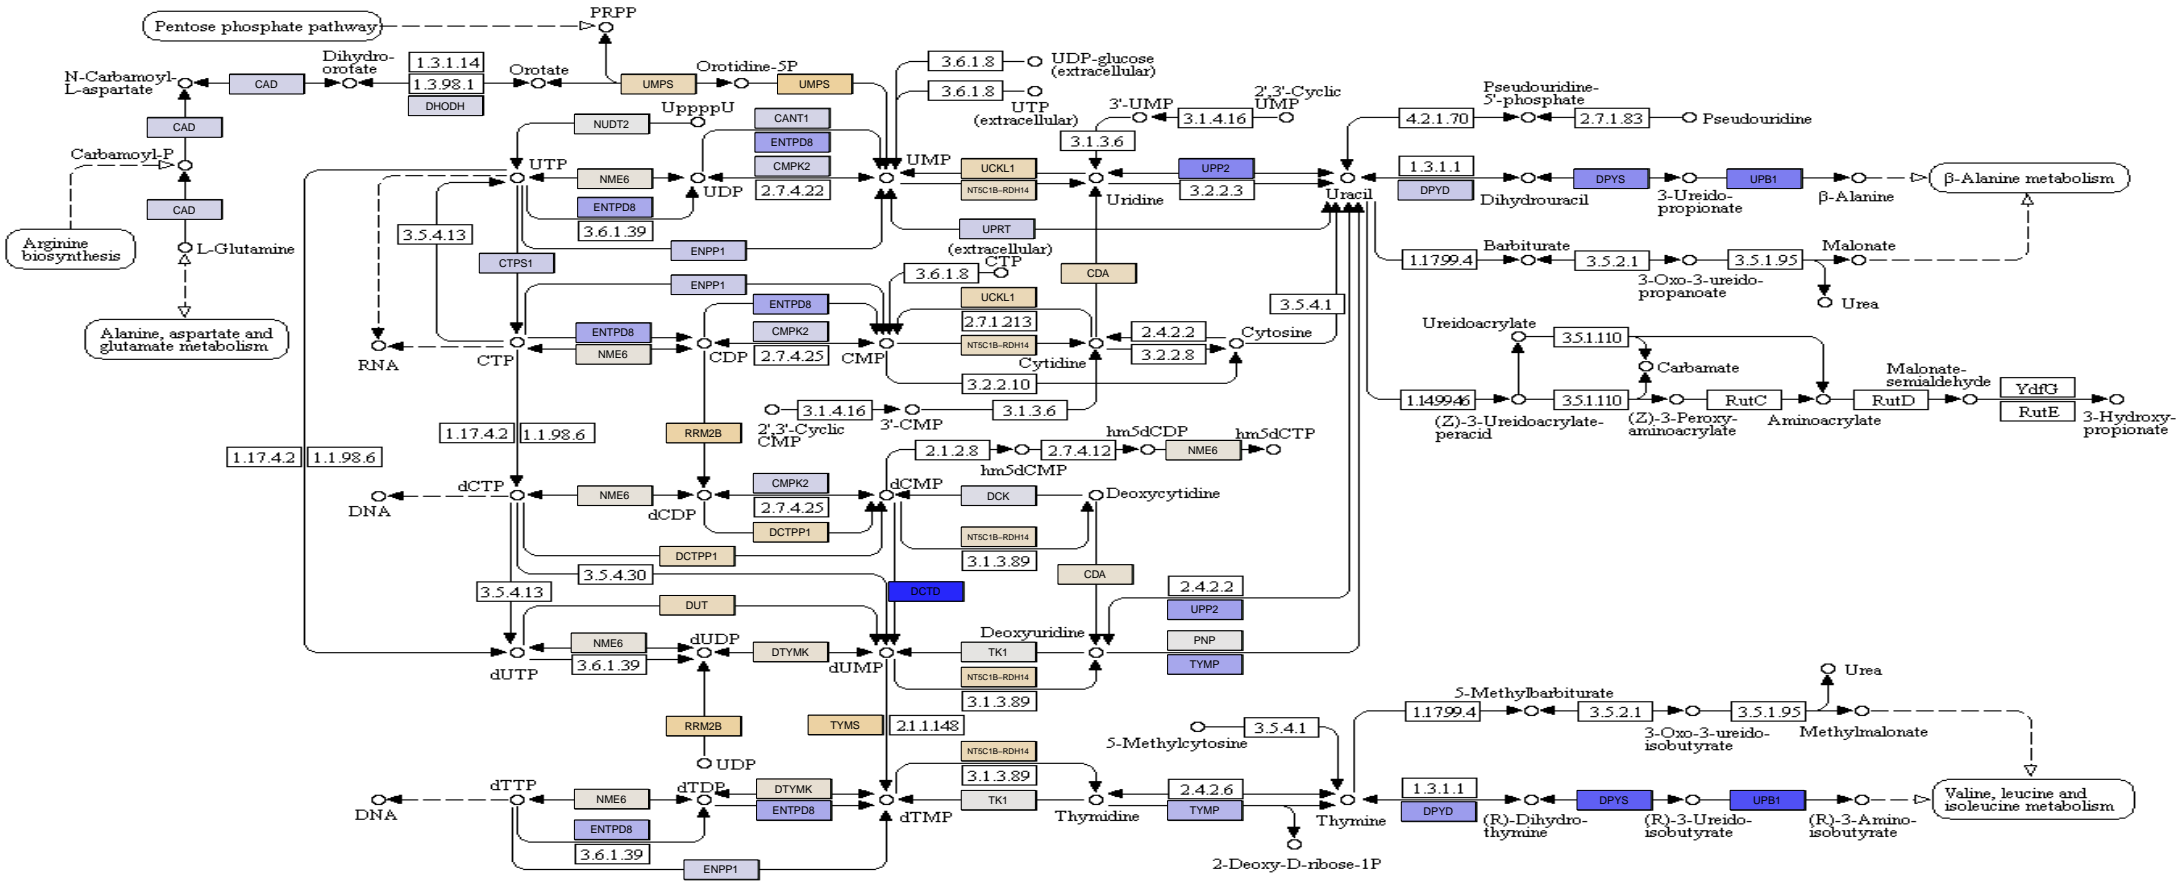 PRPP
Pentose phosphate pathway
Dihydro-
orotate
1.3.1.14
N-Carbamoyl-
L-aspartate
CAD
1.3.98.1
DHODH
Orotate
UMPS
Orotidine-5P
UMPS
3.6.1.8
UDP-glucose
(extracellular)
3.6.1.8
UTP
(extracellular)
UppppU
NUDT2
CANT1
ENTPD8
CMPK2
2.7.4.22
3'-UMP
2',3'-Cyclic
UMP
3.1.4.16
3.1.3.6
Pseudouridine-
5'-phosphate
4.2.1.70
2.7.1.83
Pseudouridine
CAD
Carbamoyl-P
CAD
Arginine
biosynthesis
L-Glutamine
Alanine, aspartate and
glutamate metabolism
UTP
NME6
UDP
ENTPD8
3.6.1.39
ENPP1
UMP
UCKL1
NT5C1B-RDH14
Uridine
UPP2
3.2.2.3
Uracil
UPRT
(extracellular)
CTP
1.3.1.1
DPYD
Dihydrouracil
DPYS
3-Ureido-
propionate
UPB1
β-Alanine
β-Alanine metabolism
3.5.4.13
CTPS1
ENPP1
3.6.1.8
CDA
Barbiturate
1.17.99.4
3.5.2.1
3-Oxo-3-ureido-
propanoate
3.5.1.95
Malonate
Urea
ENTPD8
UCKL1
2.7.1.213
3.5.4.1
ENTPD8
NME6
CMPK2
2.7.4.25
NT5C1B-RDH14
2.4.2.2
3.2.2.8
Cytosine
RNA
CTP
CDP
CMP
Cytidine
3.2.2.10
Ureidoacrylate
3.5.1.110
Carbamate
Malonate-
semialdehyde
1.14.99.46
3.5.1.110
RutC
RutD
YdfG
RutE
(Z)-3-Ureidoacrylate-
peracid
(Z)-3-Peroxy-
aminoacrylate
Aminoacrylate
3-Hydroxy-
propionate
3.1.4.16
3.1.3.6
2',3'-Cyclic
CMP
3'-CMP
1.17.4.2
1.1.98.6
1.17.4.2
1.1.98.6
RRM2B
2.1.2.8
hm5dCMP
hm5dCDP
2.7.4.12
NME6
hm5dCTP
DNA
dCTP
NME6
dCDP
CMPK2
2.7.4.25
dCMP
DCK
Deoxycytidine
DCTPP1
DCTPP1
NT5C1B-RDH14
3.1.3.89
3.5.4.30
3.5.4.13
DCTD
CDA
DUT
2.4.2.2
UPP2
Deoxyuridine
NME6
3.6.1.39
dUDP
DTYMK
dUMP
TK1
NT5C1B-RDH14
3.1.3.89
PNP
TYMP
dUTP
RRM2B
UDP
TYMS
2.1.1.148
NT5C1B-RDH14
3.1.3.89
TK1
5-Methylcytosine
3.5.4.1
5-Methylbarbiturate
1.17.99.4
3.5.2.1
3-Oxo-3-ureido-
isobutyrate
3.5.1.95
Urea
Methylmalonate
DNA
dTTP
NME6
dTDP
DTYMK
ENTPD8
dTMP
ENTPD8
3.6.1.39
ENPP1
Thymidine
2.4.2.6
TYMP
2-Deoxy-D-ribose-1P
Thymine
1.3.1.1
DPYD
(R)-Dihydro-
thymine
DPYS
(R)-3-Ureido-
isobutyrate
UPB1
(R)-3-Amino-
isobutyrate
Valine, leucine and
isoleucine metabolism